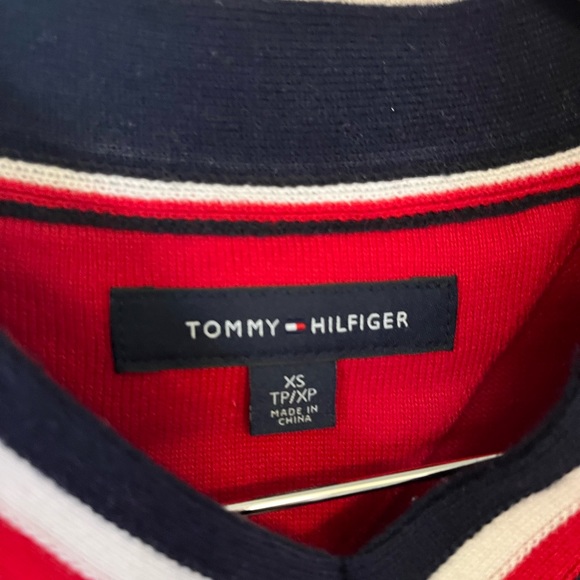 TOMMY HILFIGER
XS
TP/XP
MADE IN
CHINA